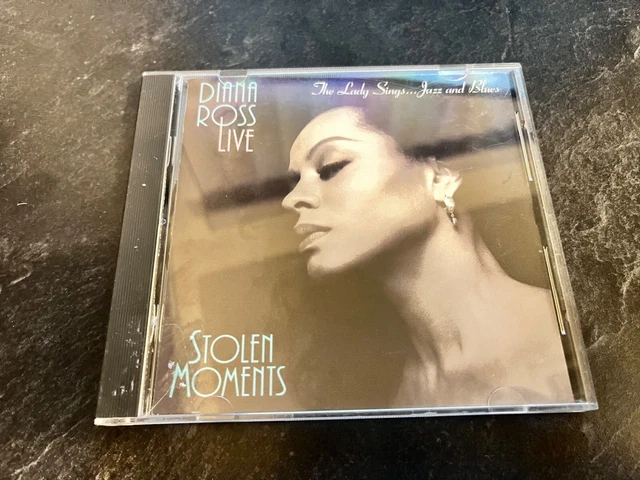 DIANA
ROSS
LIVE
The Lady Sings...Jazz and Blues
STOLEN
MOMENTS